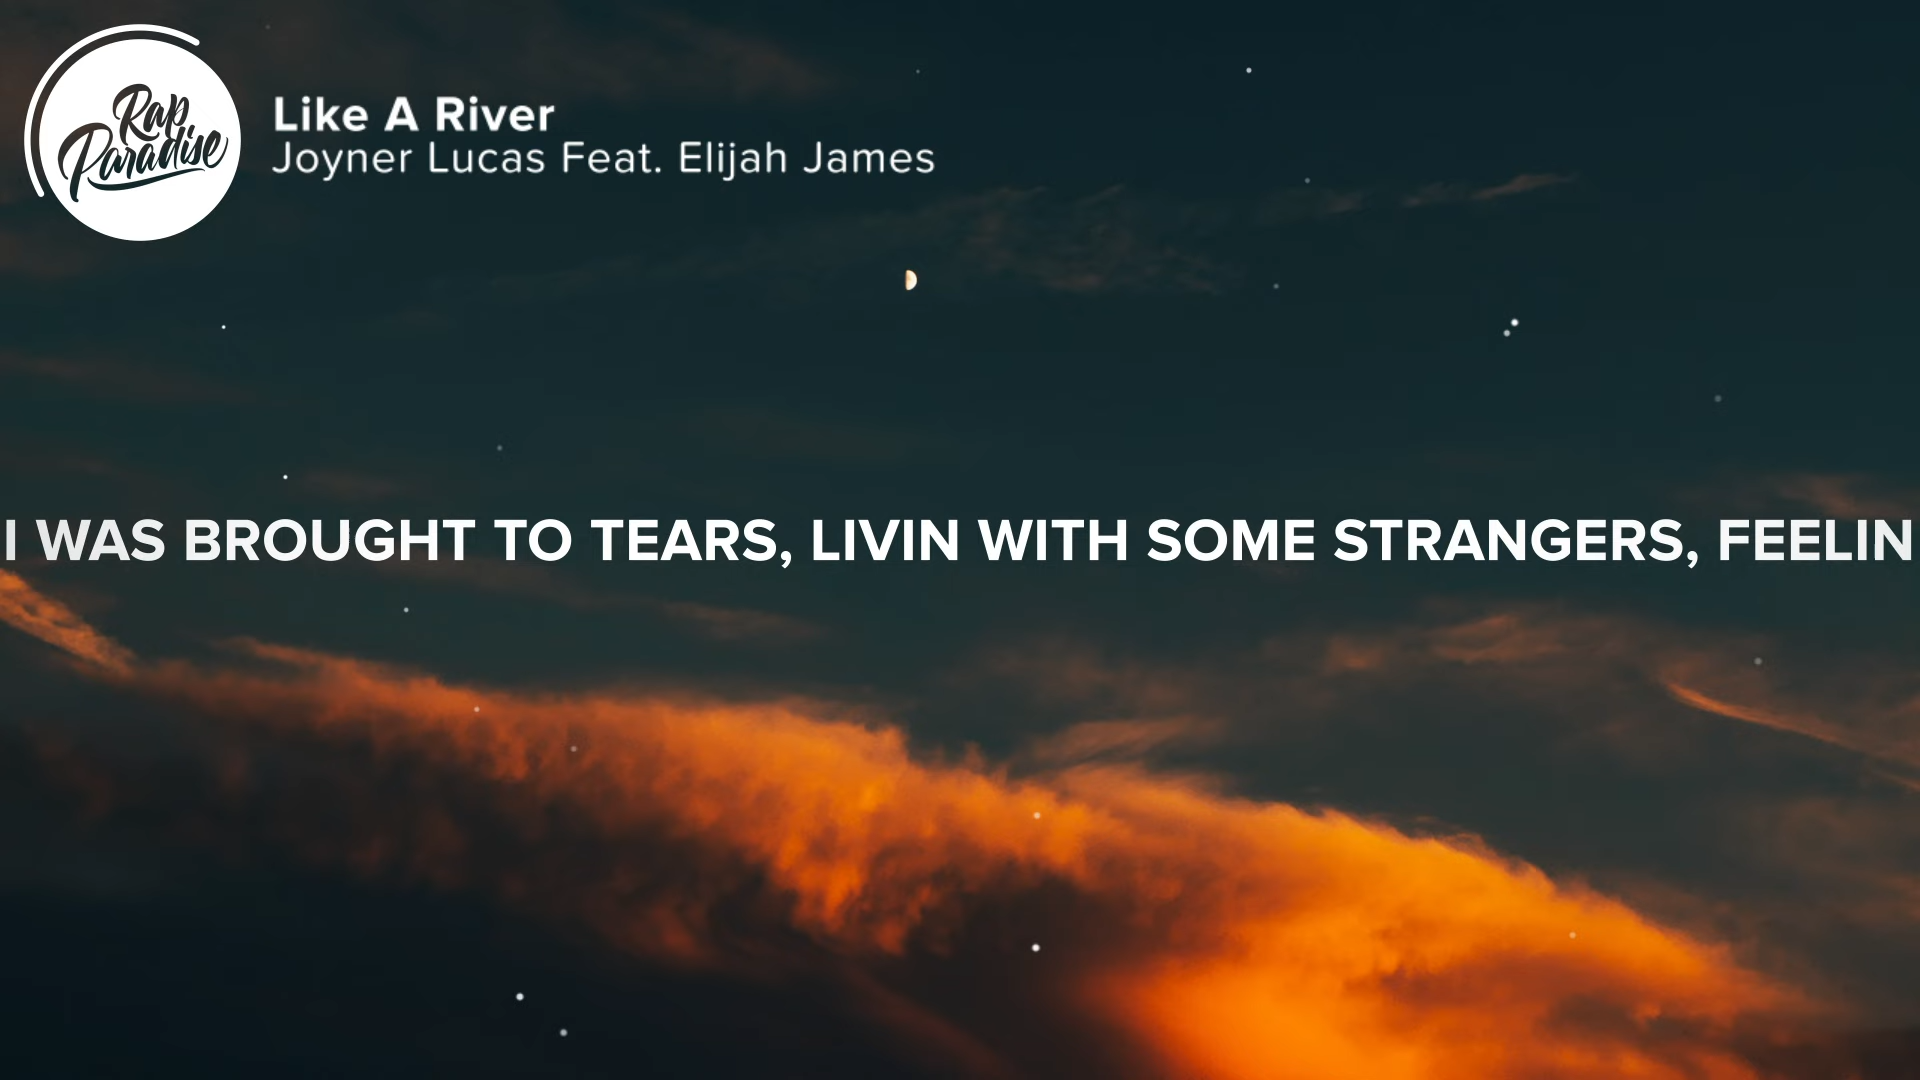 Rap
Paradise
Like A River
Joyner Lucas Feat. Elijah James
I WAS BROUGHT TO TEARS, LIVIN WITH SOME STRANGERS, FEELIN